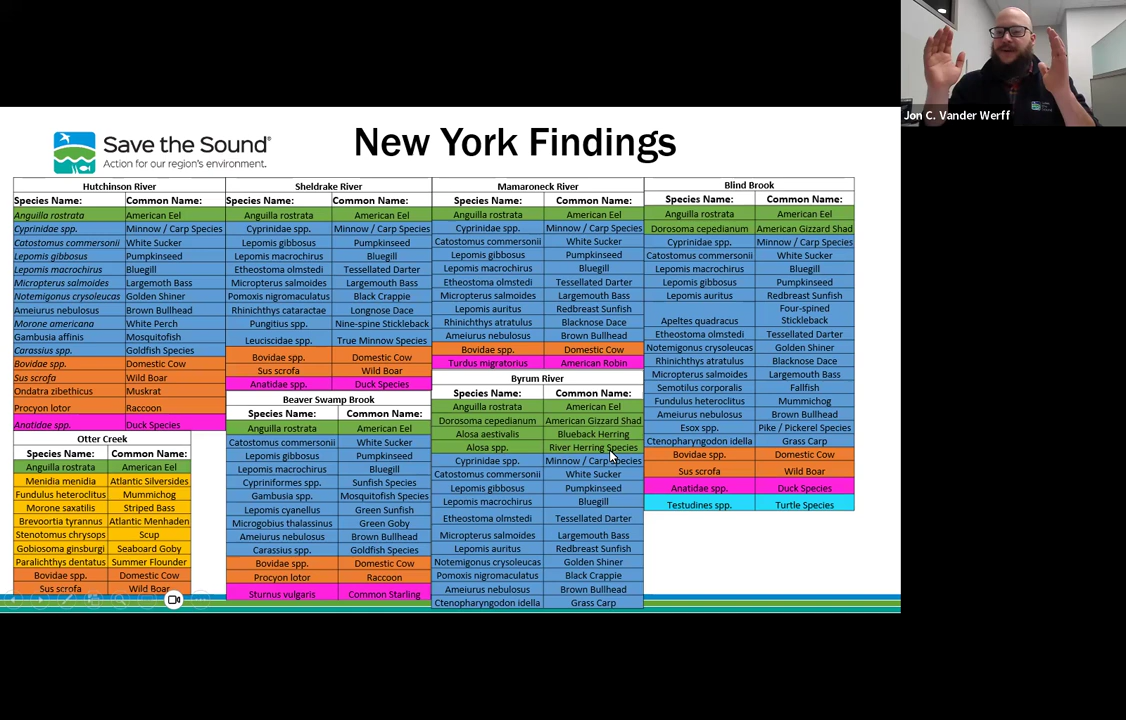 Jon C. Vander Werff
Save the Sound®
Action for our region's environment.
New York Findings
Hutchinson River
Species Name: Common Name:
Anguilla rostrata American Eel
Cyprinidae spp. Minnow / Carp Species
Catostomus commersonii White Sucker
Lepomis gibbosus Pumpkinseed
Lepomis macrochirus Bluegill
Micropterus salmoides Largemoth Bass
Notemigonus crysoleucas Golden Shiner
Ameiurus nebulosus Brown Bullhead
Morone americana White Perch
Gambusia affinis Mosquitofish
Carassius spp. Goldfish Species
Bovidae spp. Domestic Cow
Sus scrofa Wild Boar
Ondatra zibethicus Muskrat
Procyon lotor Raccoon
Anatidae spp. Duck Species
Otter Creek
Species Name: Common Name:
Anguilla rostrata American Eel
Menidia menidia Atlantic Silversides
Fundulus heteroclitus Mummichog
Morone saxatilis Striped Bass
Brevoortia tyrannus Atlantic Menhaden
Stenotomus chrysops Scup
Gobiosoma ginsburgi Seaboard Goby
Paralichthys dentatus Summer Flounder
Bovidae spp. Domestic Cow
Sus scrofa Wild Boar
Sheldrake River
Species Name: Common Name:
Anguilla rostrata American Eel
Cyprinidae spp. Minnow / Carp Species
Lepomis gibbosus Pumpkinseed
Lepomis macrochirus Bluegill
Etheostoma olmstedi Tessellated Darter
Micropterus salmoides Largemouth Bass
Pomoxis nigromaculatus Black Crappie
Rhinichthys cataractae Longnose Dace
Pungitius spp. Nine-spine Stickleback
Leuciscidae spp. True Minnow Species
Bovidae spp. Domestic Cow
Sus scrofa Wild Boar
Anatidae spp. Duck Species
Beaver Swamp Brook
Species Name: Common Name:
Anguilla rostrata American Eel
Catostomus commersonii White Sucker
Lepomis gibbosus Pumpkinseed
Lepomis macrochirus Bluegill
Cypriniformes spp. Sunfish Species
Gambusia spp. Mosquitofish Species
Lepomis cyanellus Green Sunfish
Microgobius thalassinus Green Goby
Ameiurus nebulosus Brown Bullhead
Carassius spp. Goldfish Species
Bovidae spp. Domestic Cow
Procyon lotor Raccoon
Sturnus vulgaris Common Starling
Mamaroneck River
Species Name: Common Name:
Anguilla rostrata American Eel
Cyprinidae spp. Minnow / Carp Species
Catostomus commersonii White Sucker
Lepomis gibbosus Pumpkinseed
Lepomis macrochirus Bluegill
Etheostoma olmstedi Tessellated Darter
Micropterus salmoides Largemouth Bass
Lepomis auritus Redbreast Sunfish
Rhinichthys atratulus Blacknose Dace
Ameiurus nebulosus Brown Bullhead
Bovidae spp. Domestic Cow
Turdus migratorius American Robin
Byrum River
Species Name: Common Name:
Anguilla rostrata American Eel
Dorosoma cepedianum American Gizzard Shad
Alosa aestivalis Blueback Herring
Alosa spp. River Herring Species
Cyprinidae spp. Minnow / Carp Species
Catostomus commersonii White Sucker
Lepomis gibbosus Pumpkinseed
Lepomis macrochirus Bluegill
Etheostoma olmstedi Tessellated Darter
Micropterus salmoides Largemouth Bass
Lepomis auritus Redbreast Sunfish
Notemigonus crysoleucas Golden Shiner
Pomoxis nigromaculatus Black Crappie
Ameiurus nebulosus Brown Bullhead
Ctenopharyngodon idella Grass Carp
Blind Brook
Species Name: Common Name:
Anguilla rostrata American Eel
Dorosoma cepedianum American Gizzard Shad
Cyprinidae spp. Minnow / Carp Species
Catostomus commersonii White Sucker
Lepomis macrochirus Bluegill
Lepomis gibbosus Pumpkinseed
Lepomis auritus Redbreast Sunfish
Apeltes quadracus Four-spined
Stickleback
Etheostoma olmstedi Tessellated Darter
Notemigonus crysoleucas Golden Shiner
Rhinichthys atratulus Blacknose Dace
Micropterus salmoides Largemouth Bass
Semotilus corporalis Fallfish
Fundulus heteroclitus Mummichog
Ameiurus nebulosus Brown Bullhead
Esox spp. Pike / Pickerel Species
Ctenopharyngodon idella Grass Carp
Bovidae spp. Domestic Cow
Sus scrofa Wild Boar
Anatidae spp. Duck Species
Testudines spp. Turtle Species